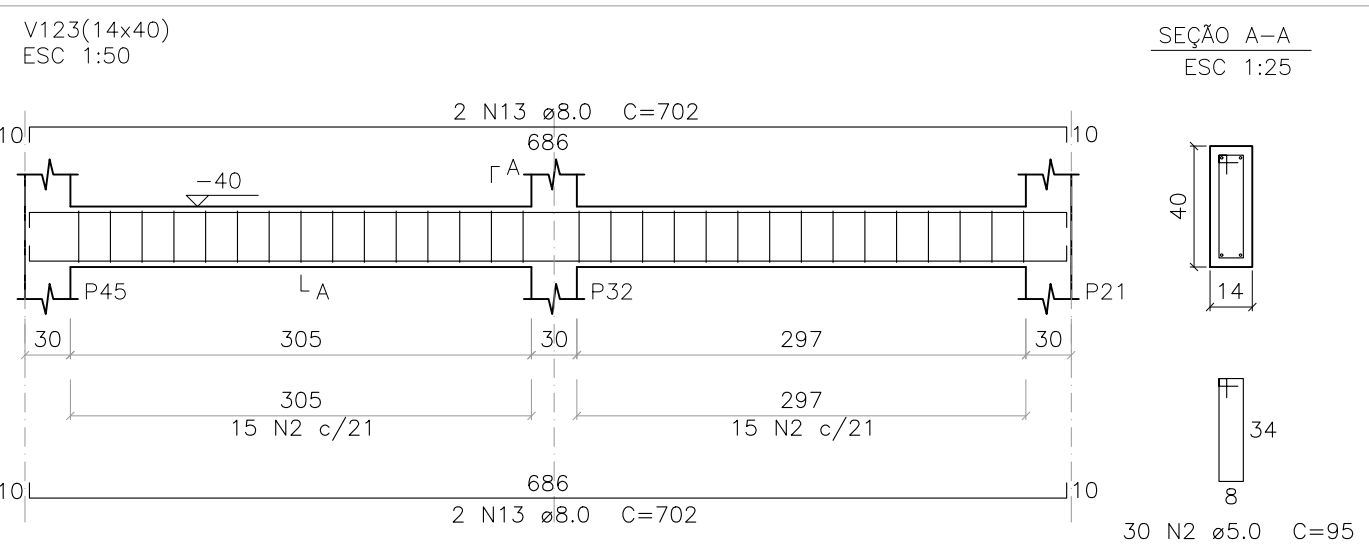 V123(14x40)
ESC 1:50
SEÇÃO A-A
ESC 1:25
2 N13 ø8.0 C=702
10
686
10
A
-40
40
A
P45
P32
P21
14
30
305
30
297
30
305
15 N2 c/21
297
15 N2 c/21
34
8
10
686
10
2 N13 ø8.0 C=702
30 N2 ø5.0 C=95